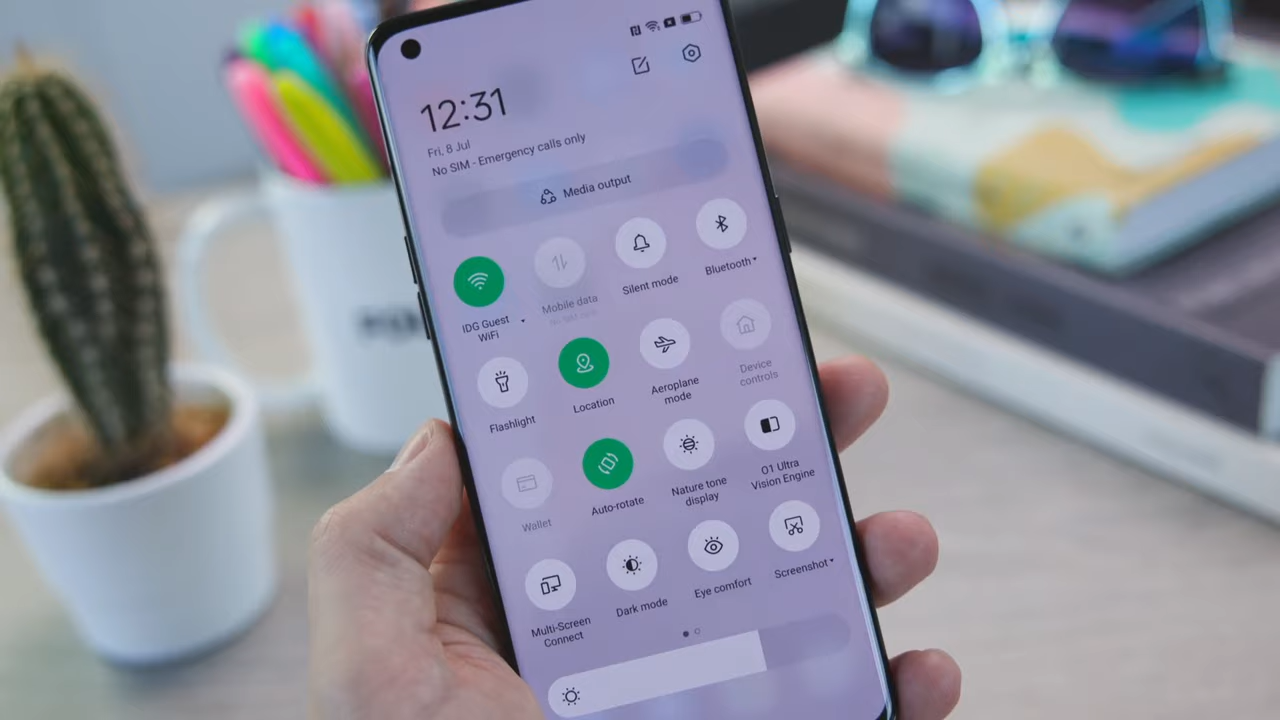 12:31
Fri, 8 Jul
No SIM - Emergency calls only
Media output
IDG Guest
WiFi
Mobile data
Silent mode
Bluetooth
Flashlight
Location
Aeroplane
mode
Device
controls
Wallet
Auto-rotate
Nature tone
display
O1 Ultra
Vision Engine
Multi-Screen
Connect
Dark mode
Eye comfort
Screenshot